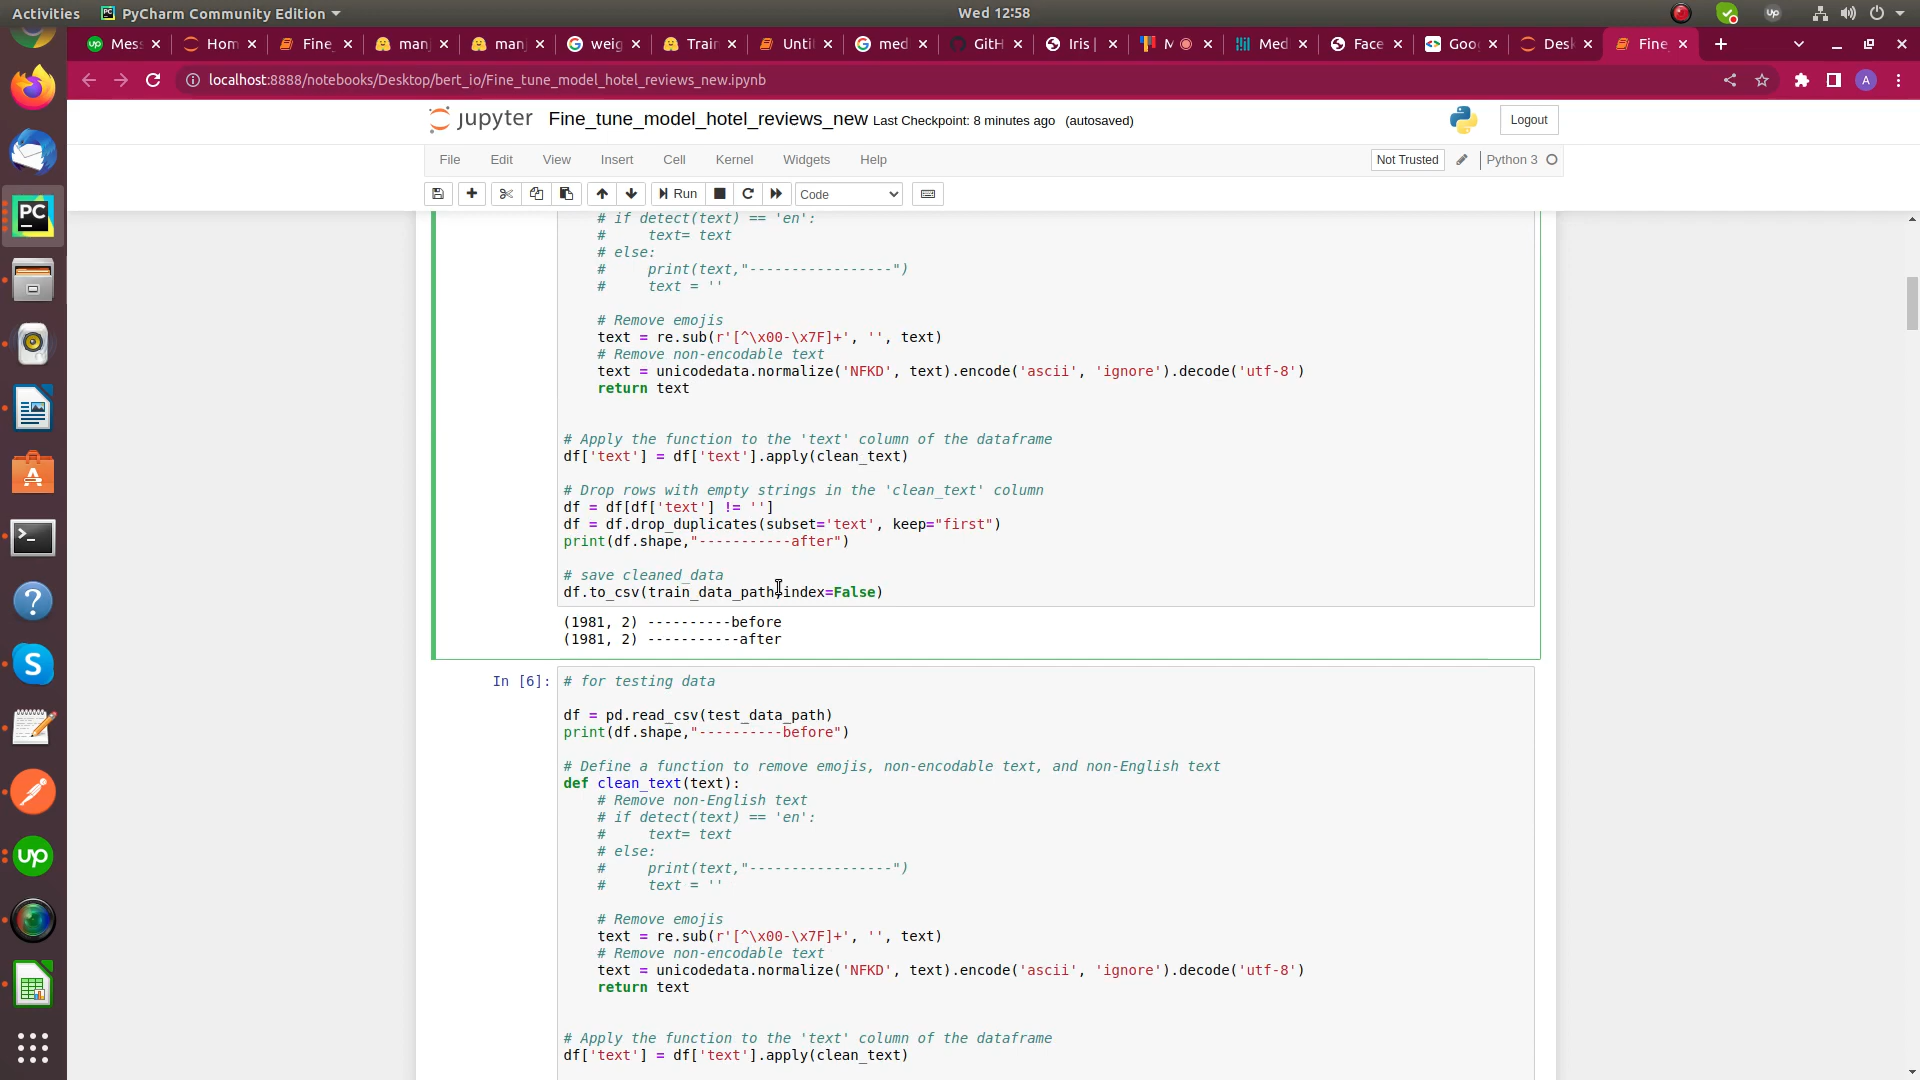 Activities
PyCharm Community Edition
Wed 12:58
Mess
Hom
Fine_
man
man
weig
Train
Unti
med
GitH
Iris |
M
Med
Face
Goo
Desk
Fine_
localhost:8888/notebooks/Desktop/bert_io/Fine_tune_model_hotel_reviews_new.ipynb
A
jupyter Fine_tune_model_hotel_reviews_new Last Checkpoint: 8 minutes ago (autosaved)
Logout
File Edit View Insert Cell Kernel Widgets Help
Not Trusted
Python 3
Run
Code
# if detect(text) == 'en':
#     text= text
# else:
#     print(text,"-----------------")
#     text = ''
# Remove emojis
text = re.sub(r'[^\x00-\x7F]+', '', text)
# Remove non-encodable text
text = unicodedata.normalize('NFKD', text).encode('ascii', 'ignore').decode('utf-8')
return text
# Apply the function to the 'text' column of the dataframe
df['text'] = df['text'].apply(clean_text)
# Drop rows with empty strings in the 'clean_text' column
df = df[df['text'] != '']
df = df.drop_duplicates(subset='text', keep="first")
print(df.shape,"-----------after")
# save cleaned_data
df.to_csv(train_data_path,index=False)
(1981, 2) ----------before
(1981, 2) -----------after
In [6]:
# for testing data
df = pd.read_csv(test_data_path)
print(df.shape,"----------before")
# Define a function to remove emojis, non-encodable text, and non-English text
def clean_text(text):
# Remove non-English text
# if detect(text) == 'en':
#     text= text
# else:
#     print(text,"-----------------")
#     text = ''
# Remove emojis
text = re.sub(r'[^\x00-\x7F]+', '', text)
# Remove non-encodable text
text = unicodedata.normalize('NFKD', text).encode('ascii', 'ignore').decode('utf-8')
return text
# Apply the function to the 'text' column of the dataframe
df['text'] = df['text'].apply(clean_text)